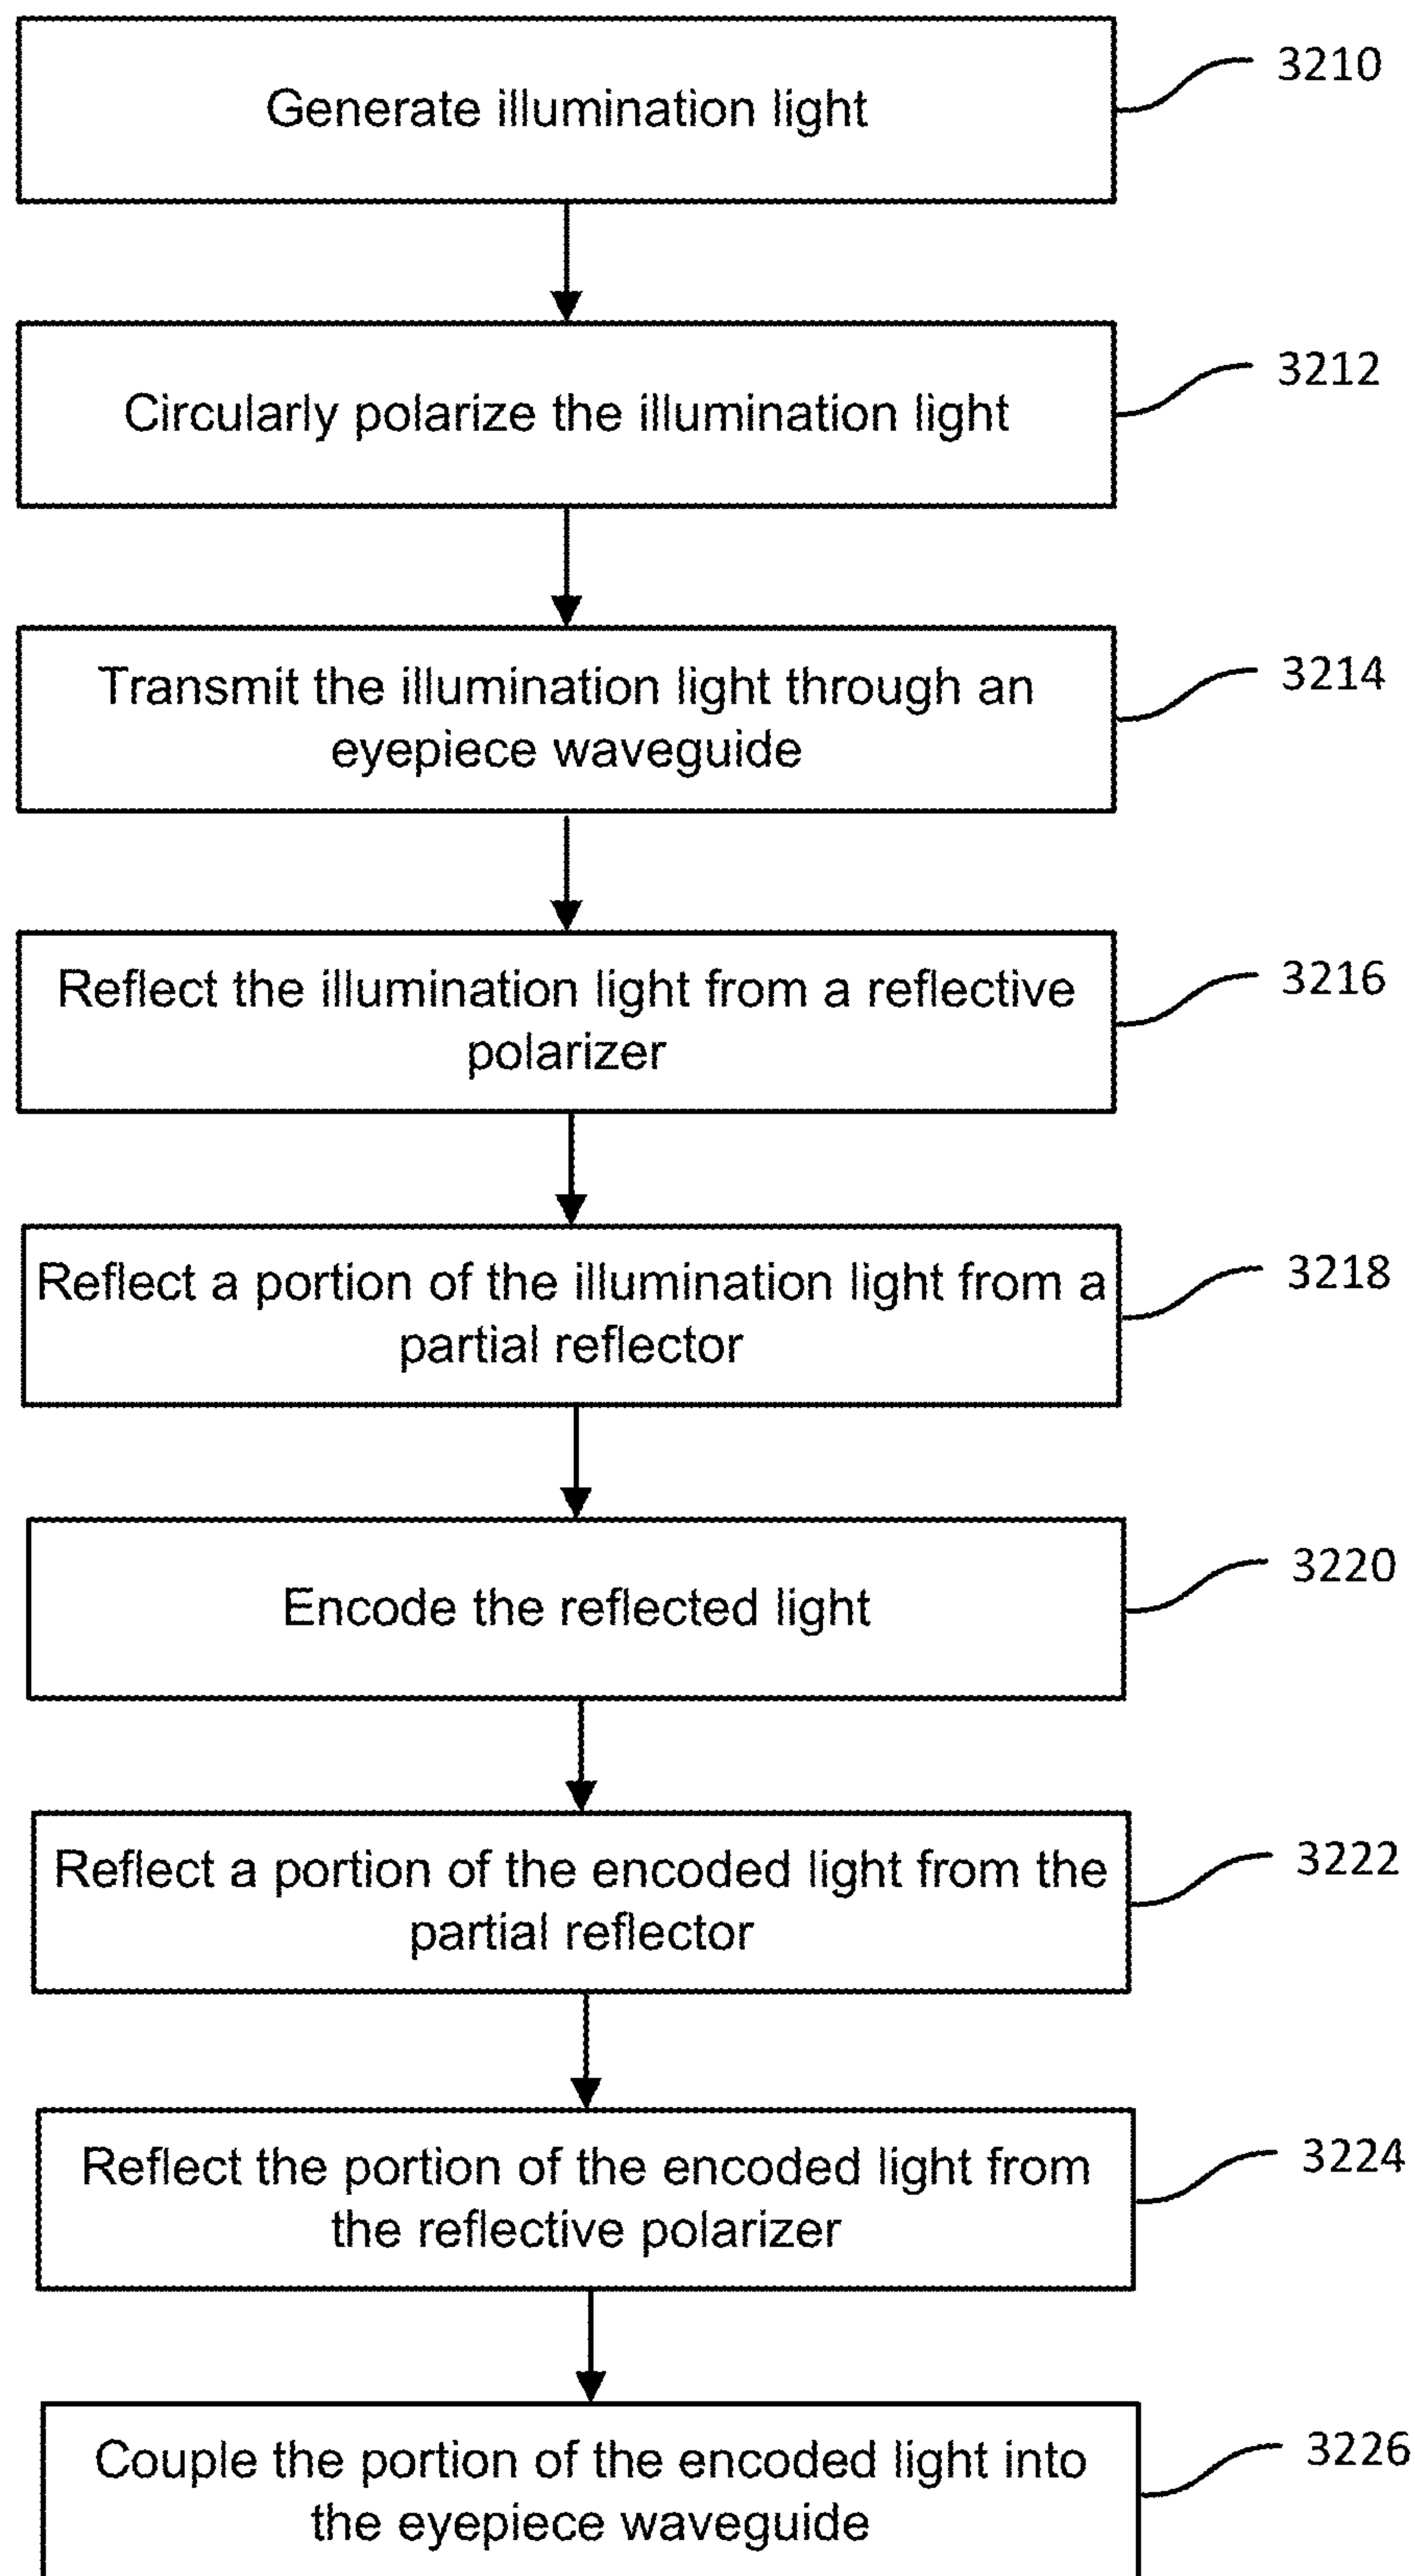 Generate illumination light
3210
Circularly polarize the illumination light
3212
Transmit the illumination light through an
eyepiece waveguide
3214
Reflect the illumination light from a reflective
polarizer
3216
Reflect a portion of the illumination light from a
partial reflector
3218
Encode the reflected light
3220
Reflect a portion of the encoded light from the
partial reflector
3222
Reflect the portion of the encoded light from
the reflective polarizer
3224
Couple the portion of the encoded light into
the eyepiece waveguide
3226